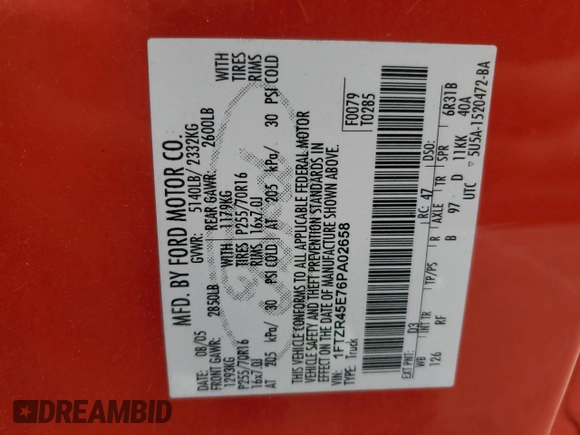 MFD. BY FORD MOTOR CO.
DATE: 08/05 GVWR: 5140LB/ 2332KG
FRONT GAWR: 2850LB REAR GAWR: 2600LB
1293KG 1179KG WITH
P255/70R16 TIRES P255/70R16 TIRES
16x7.0J RIMS 16x7.0J RIMS
AT 205 kPa/ 30 PSI COLD AT 205 kPa/ 30 PSI COLD
THIS VEHICLE CONFORMS TO ALL APPLICABLE FEDERAL MOTOR
VEHICLE SAFETY AND THEFT PREVENTION STANDARDS IN
EFFECT ON THE DATE OF MANUFACTURE SHOWN ABOVE.
VIN: 1FTZR45E76PA02658
TYPE: Truck
F0079
T0285
EXT PNT: D3 RC: 47 DSO:
WB INT TR TP/PS R AXLE TR SPR
126 RF B 97 D 11KK 6R31B
40A
UTC 5U5A-1520472-BA
DREAMBID
DREAMBID